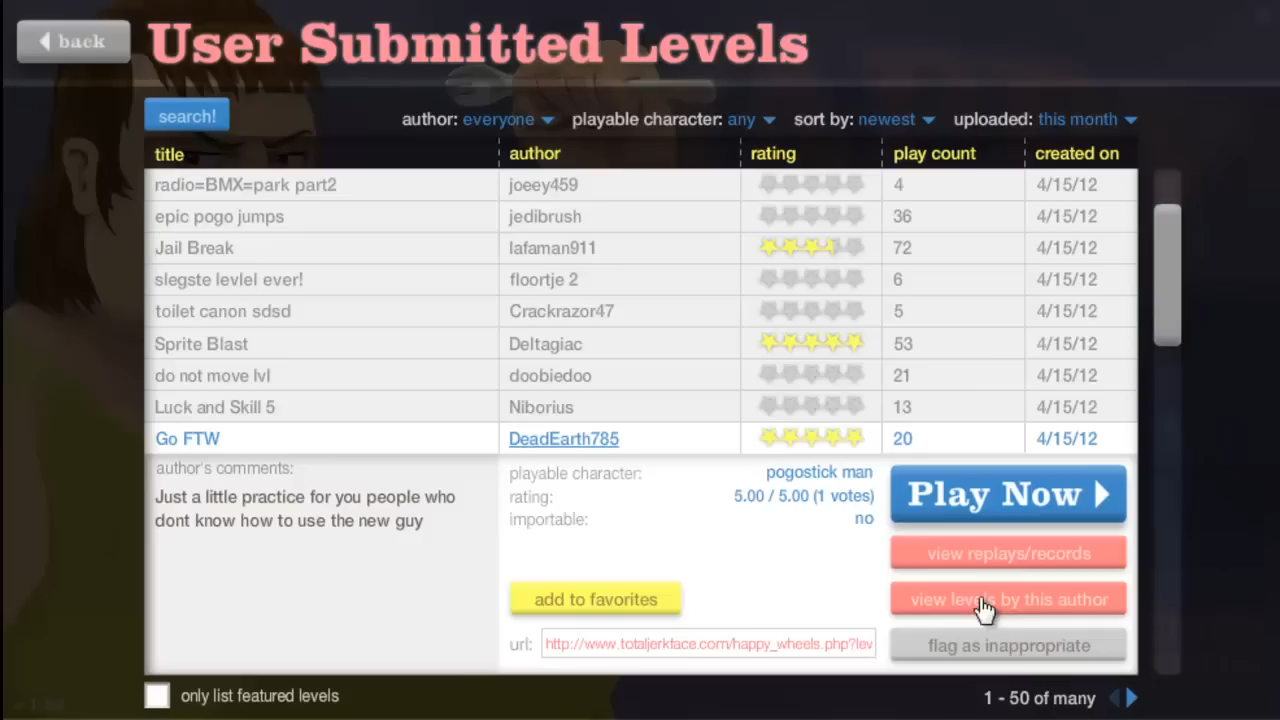 back
User Submitted Levels
search!
author: everyone playable character: any sort by: newest uploaded: this month
title author rating play count created on
radio=BMX=park part2 joeey459 4 4/15/12
epic pogo jumps jedibrush 36 4/15/12
Jail Break lafaman911 72 4/15/12
slegste levlel ever! floortje 2 6 4/15/12
toilet canon sdsd Crackrazor47 5 4/15/12
Sprite Blast Deltagiac 53 4/15/12
do not move lvl doobiedoo 21 4/15/12
Luck and Skill 5 Niborius 13 4/15/12
Go FTW DeadEarth785 20 4/15/12
author's comments:
Just a little practice for you people who
dont know how to use the new guy
playable character: pogostick man
rating: 5.00 / 5.00 (1 votes)
importable: no
add to favorites
url: http://www.totaljerkface.com/happy_wheels.php?lev
Play Now
view replays/records
view levels by this author
flag as inappropriate
only list featured levels
1 - 50 of many